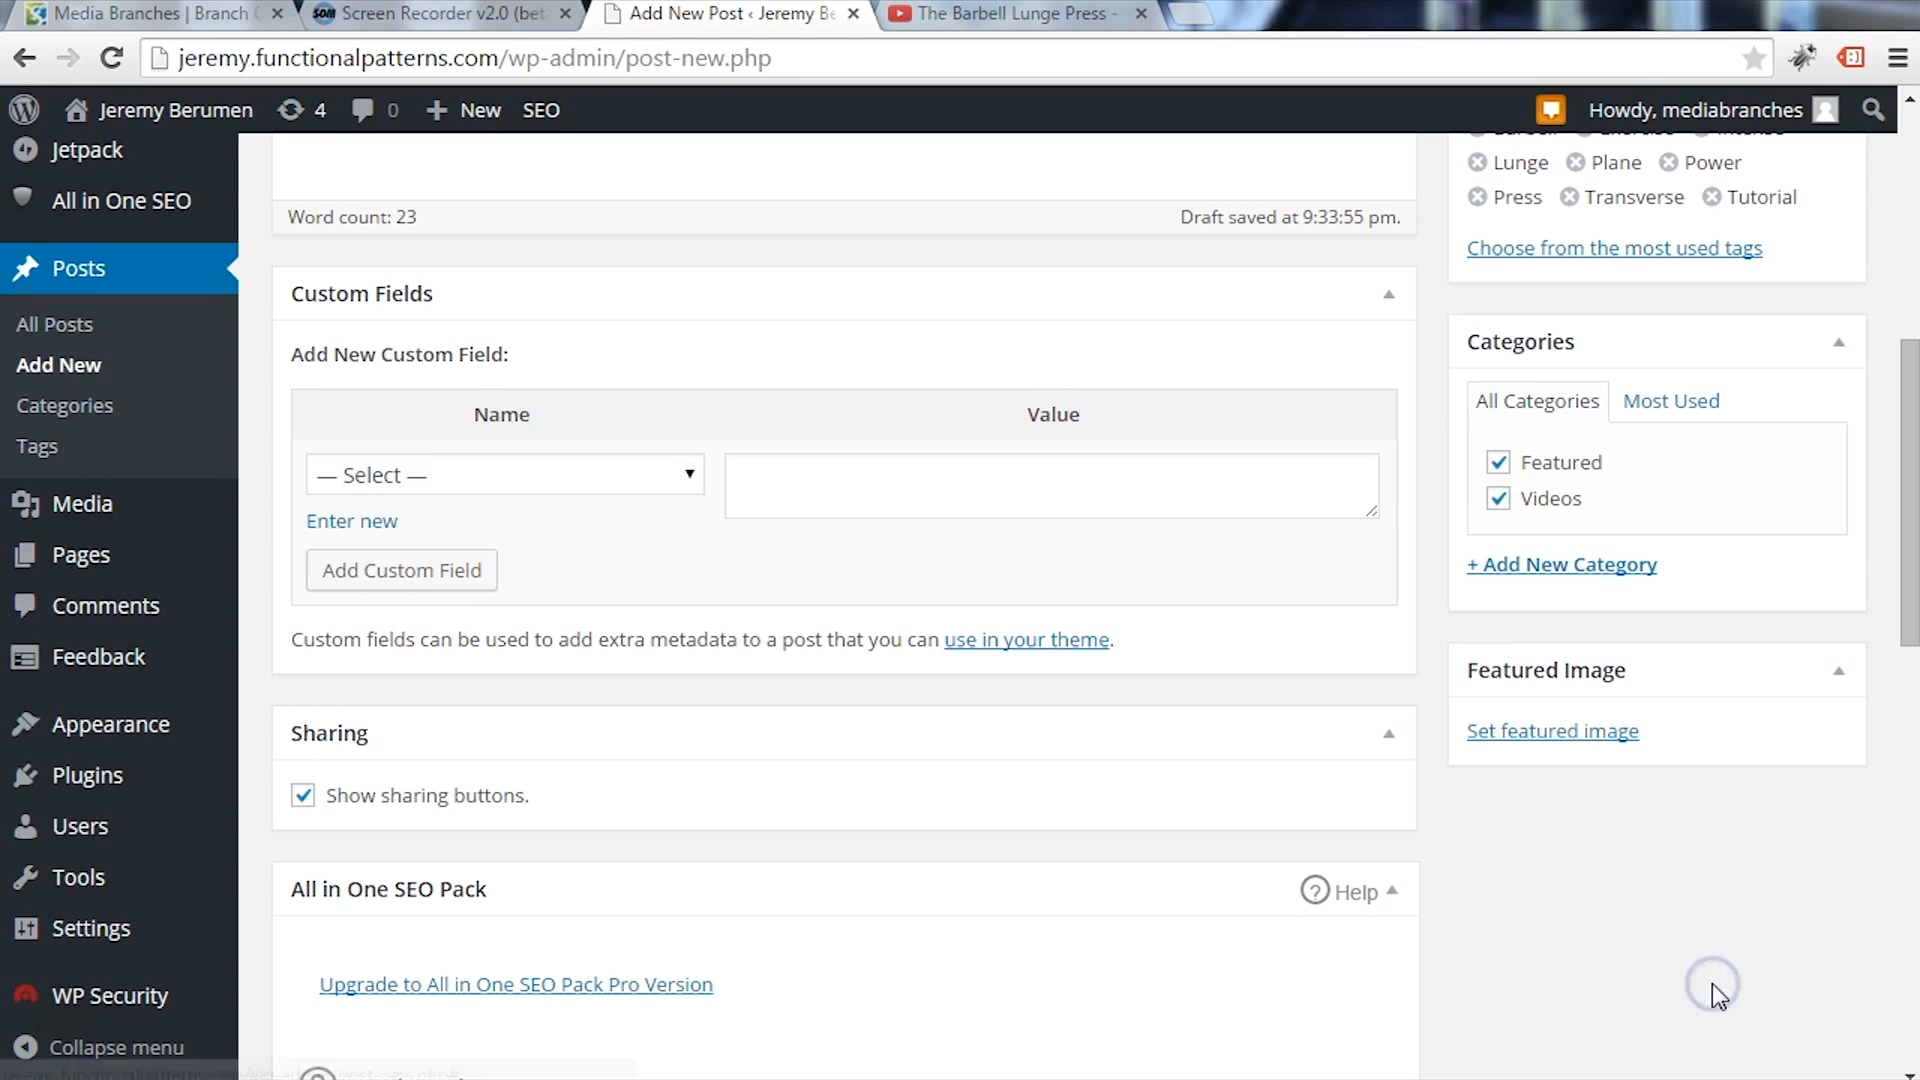 Media Branches | Branch
Screen Recorder v2.0 (bet
Add New Post ‹ Jeremy Be
The Barbell Lunge Press -
jeremy.functionalpatterns.com/wp-admin/post-new.php
Jeremy Berumen
4
0
New
SEO
Howdy, mediabranches
Jetpack
All in One SEO
Posts
All Posts
Add New
Categories
Tags
Media
Pages
Comments
Feedback
Appearance
Plugins
Users
Tools
Settings
WP Security
Collapse menu
Word count: 23
Draft saved at 9:33:55 pm.
Custom Fields
Add New Custom Field:
Name
Value
— Select —
Enter new
Add Custom Field
Custom fields can be used to add extra metadata to a post that you can use in your theme.
Sharing
Show sharing buttons.
All in One SEO Pack
Help
Upgrade to All in One SEO Pack Pro Version
Lunge Plane Power
Press Transverse Tutorial
Choose from the most used tags
Categories
All Categories
Most Used
Featured
Videos
+ Add New Category
Featured Image
Set featured image